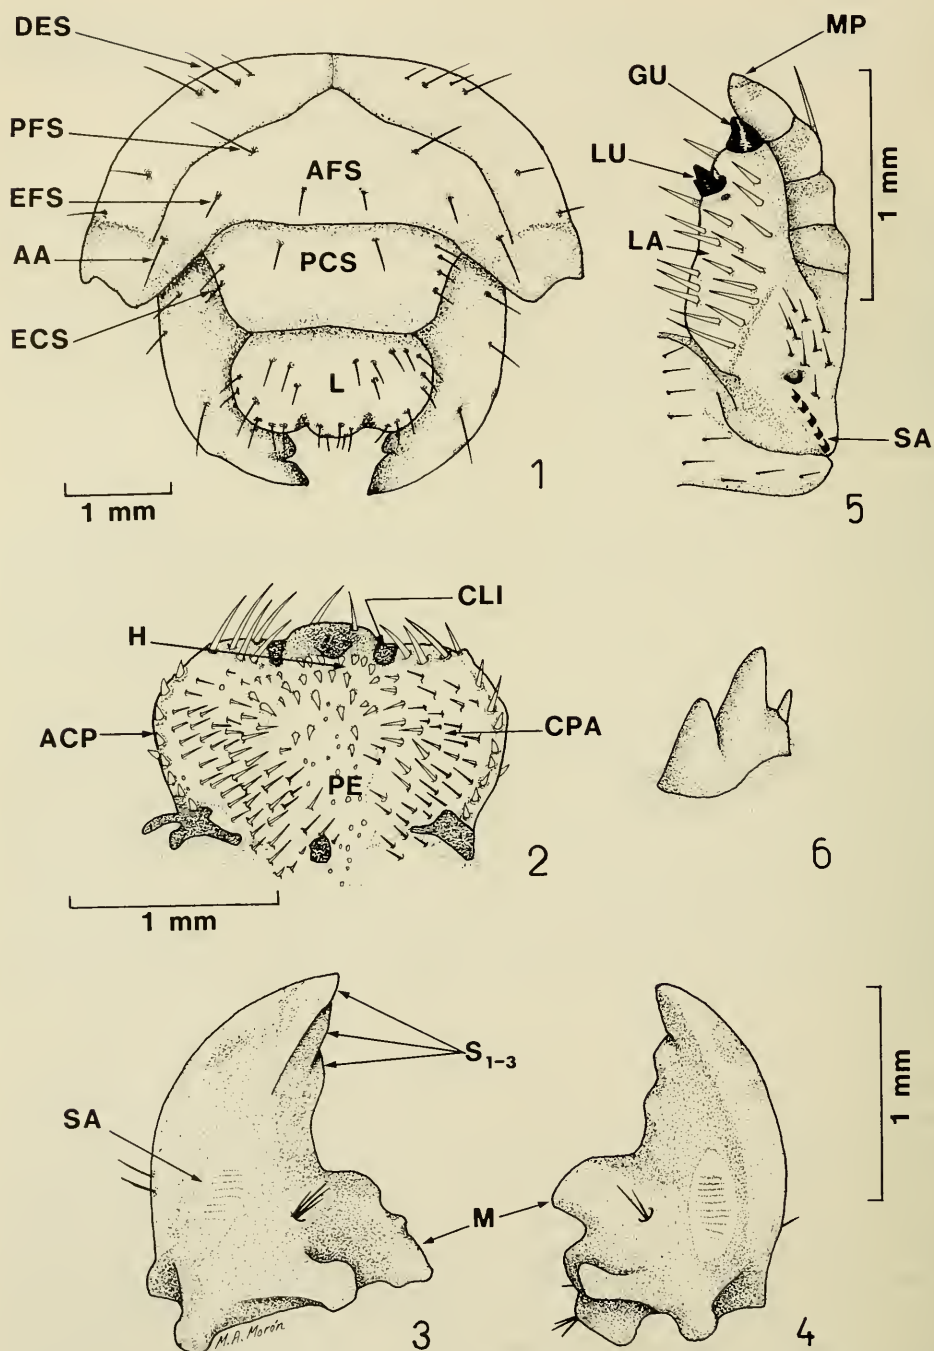 DES
PFS
EFS
AA
ECS
AFS
PCS
L
1 mm
1
MP
GU
LU
LA
1 mm
SA
5
H
CLI
ACP
CPA
PE
2
1 mm
6
S1-3
SA
M
1 mm
M.A. Morón
3
4